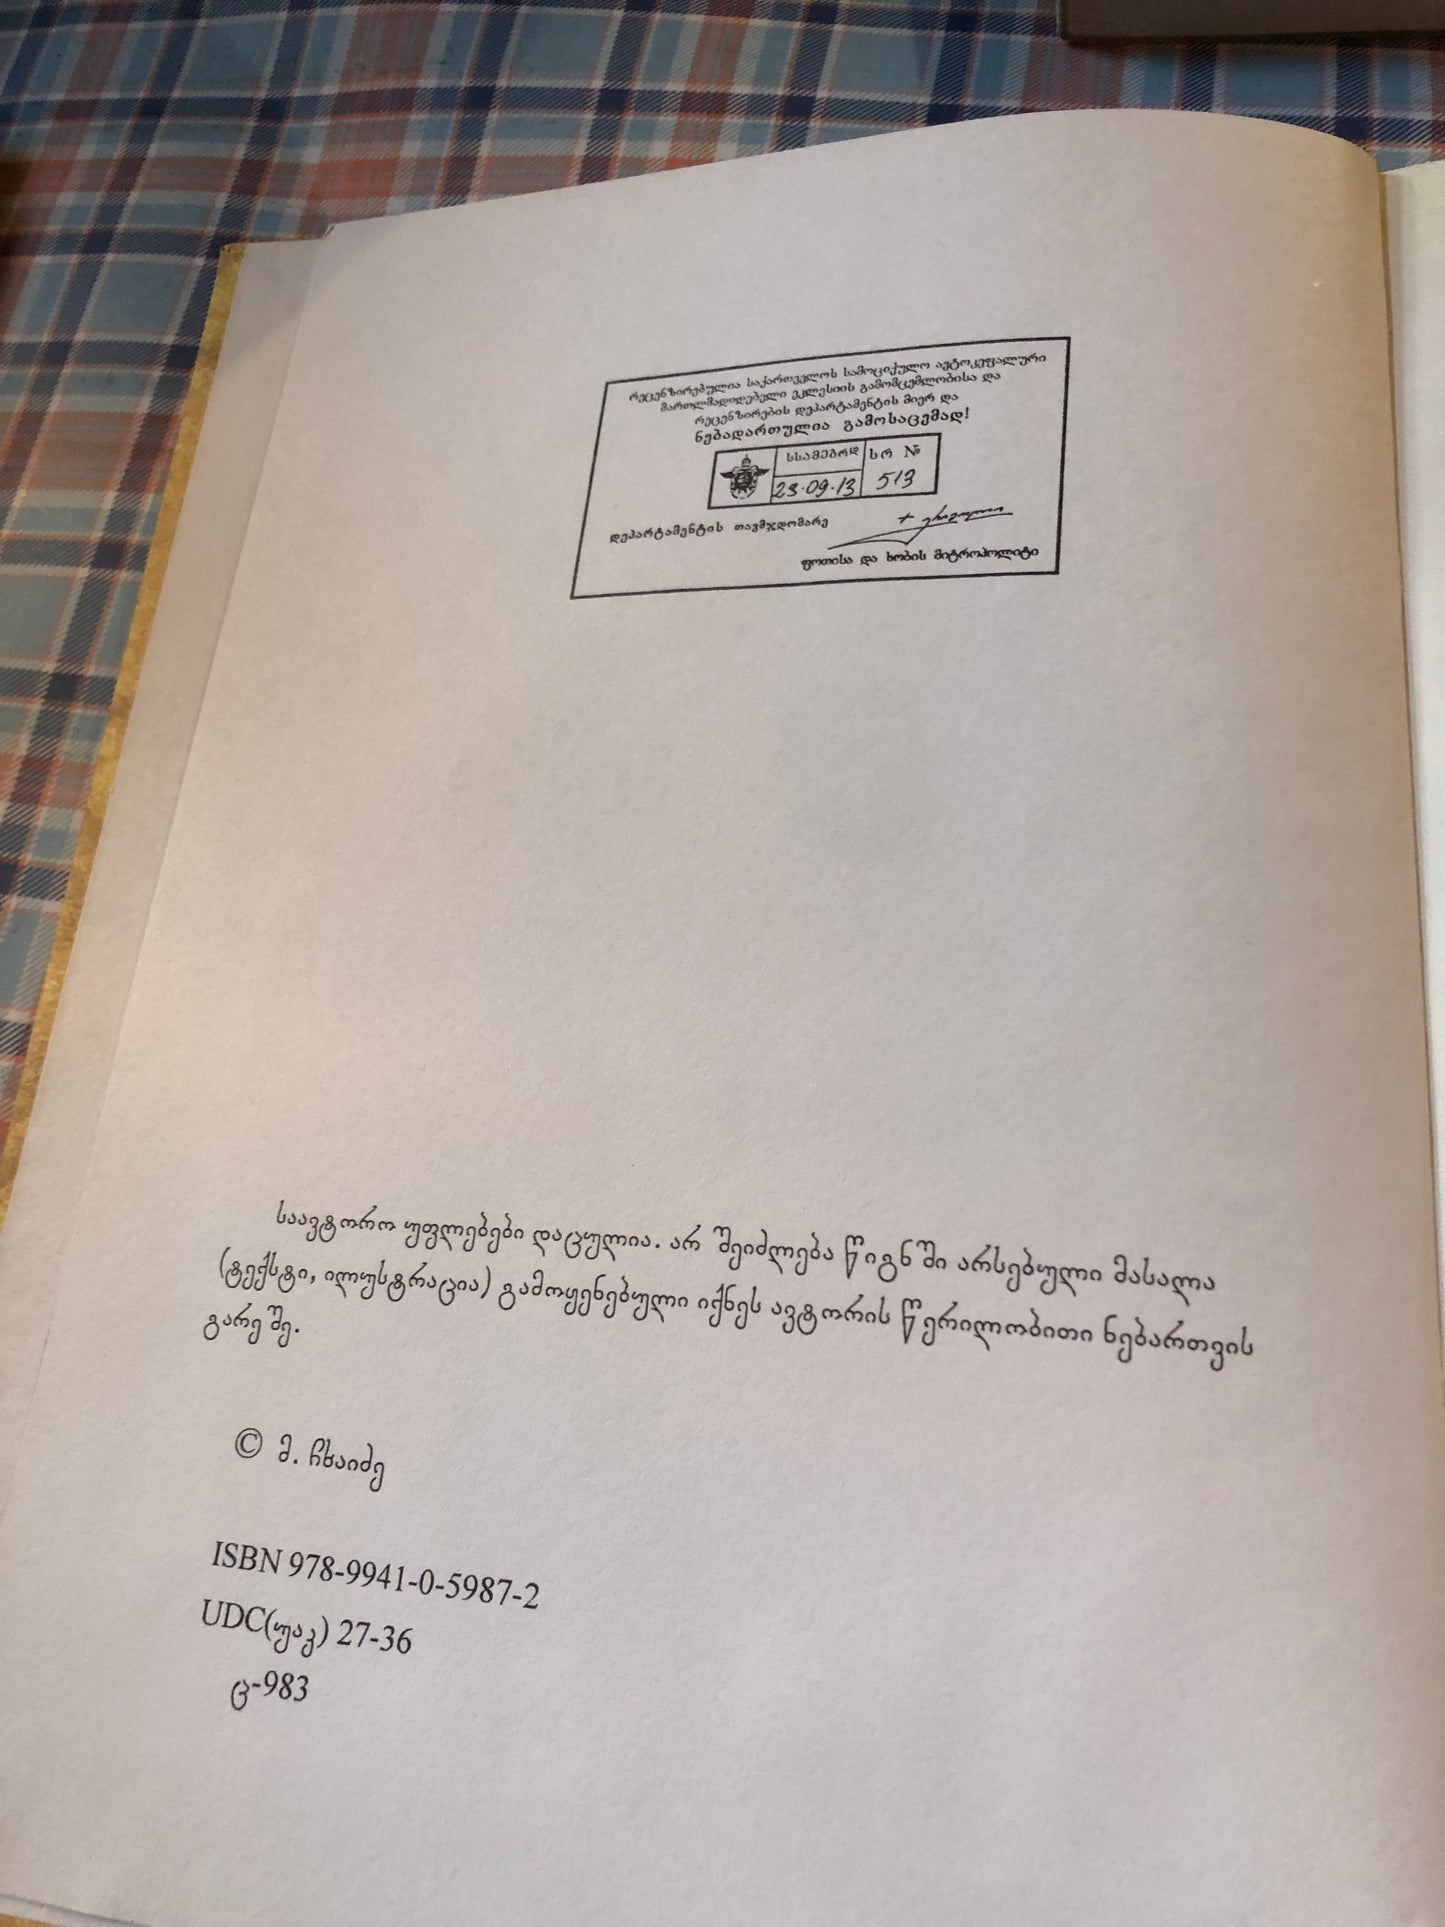 რეცენზირებულია საქართველოს სამოციქულო ავტოკეფალური
მართლმადიდებელი ეკლესიის გამომცემლობისა და
რეცენზირების დეპარტამენტის მიერ და
ნებადართულია გამოსაცემად!
სსამეგრდ სრ №
23.09.13 513
დეპარტამენტის თავმჯდომარე
ფოთისა და ხობის მიტროპოლიტი
საავტორო უფლებები დაცულია. არ შეიძლება წიგნში არსებული მასალა
(ტექსტი, ილუსტრაცია) გამოყენებული იქნეს ავტორის წერილობითი ნებართვის
გარეშე.
© მ. ჩხაიძე
ISBN 978-9941-0-5987-2
UDC(უაკ) 27-36
ც-983